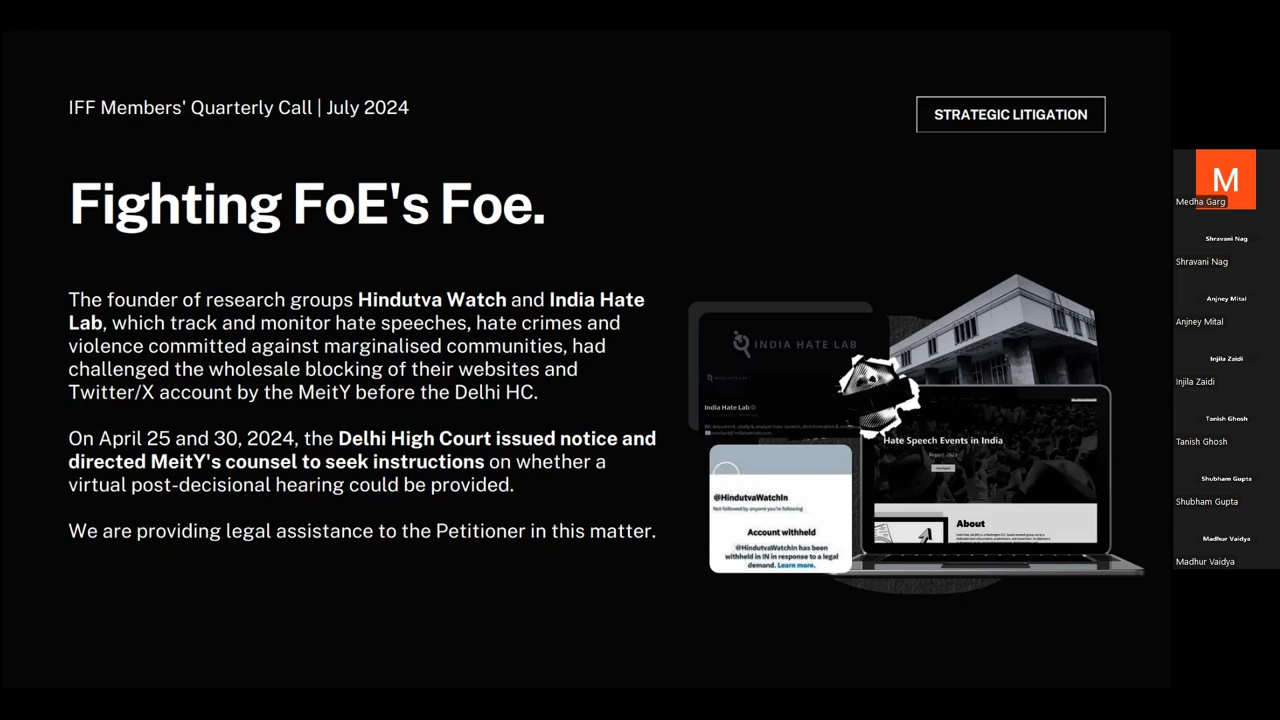 IFF Members' Quarterly Call | July 2024
STRATEGIC LITIGATION
Fighting FoE's Foe.
The founder of research groups Hindutva Watch and India Hate
Lab, which track and monitor hate speeches, hate crimes and
violence committed against marginalised communities, had
challenged the wholesale blocking of their websites and
Twitter/X account by the MeitY before the Delhi HC.
On April 25 and 30, 2024, the Delhi High Court issued notice and
directed MeitY's counsel to seek instructions on whether a
virtual post-decisional hearing could be provided.
We are providing legal assistance to the Petitioner in this matter.
INDIA HATE LAB
India Hate Lab
@HindutvaWatchIn
Not followed by anyone you're following
Account withheld
@HindutvaWatchIn has been
withheld in IN in response to a legal
demand. Learn more.
Hate Speech Events in India
Report 2023
About
M
Medha Garg
Shravani Nag
Shravani Nag
Anjney Mital
Anjney Mital
Injila Zaidi
Injila Zaidi
Tanish Ghosh
Tanish Ghosh
Shubham Gupta
Shubham Gupta
Madhur Vaidya
Madhur Vaidya